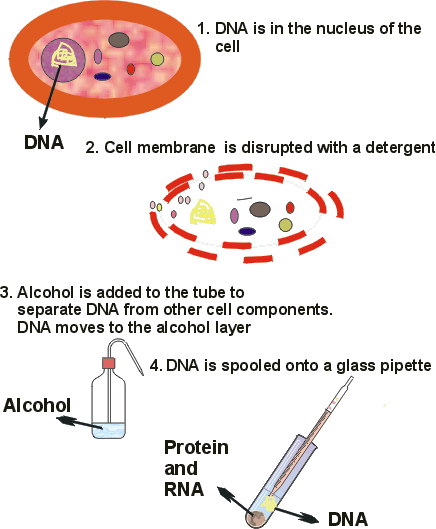 1. DNA is in the nucleus of the
cell
DNA
2. Cell membrane is disrupted with a detergent
3. Alcohol is added to the tube to
separate DNA from other cell components.
DNA moves to the alcohol layer
4. DNA is spooled onto a glass pipette
Alcohol
Protein
and
RNA
DNA